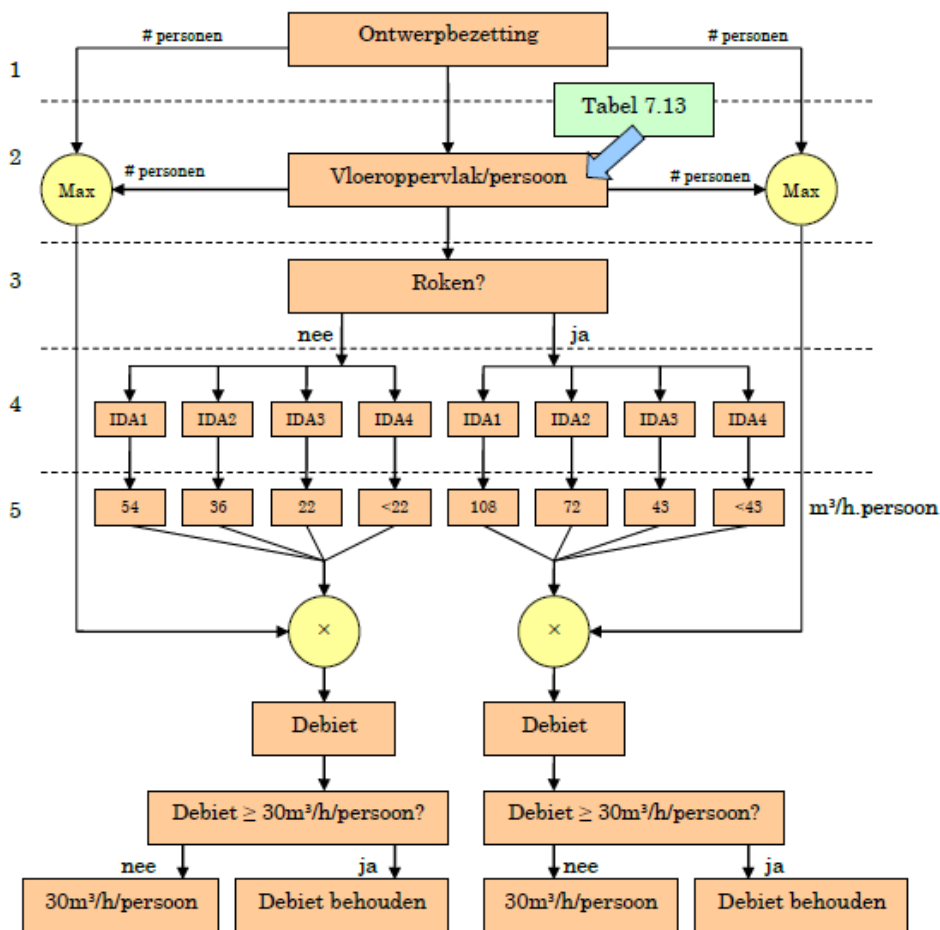 # personen
Ontwerpbezetting
# personen
1
Tabel 7.13
2
Max
# personen
Vloeroppervlak/persoon
# personen
Max
3
Roken?
nee
ja
4
IDA1
IDA2
IDA3
IDA4
IDA1
IDA2
IDA3
IDA4
5
54
36
22
<22
108
72
43
<43
m³/h.persoon
×
×
Debiet
Debiet
Debiet ≥ 30m³/h/persoon?
Debiet ≥ 30m³/h/persoon?
nee
ja
nee
ja
30m³/h/persoon
Debiet behouden
30m³/h/persoon
Debiet behouden